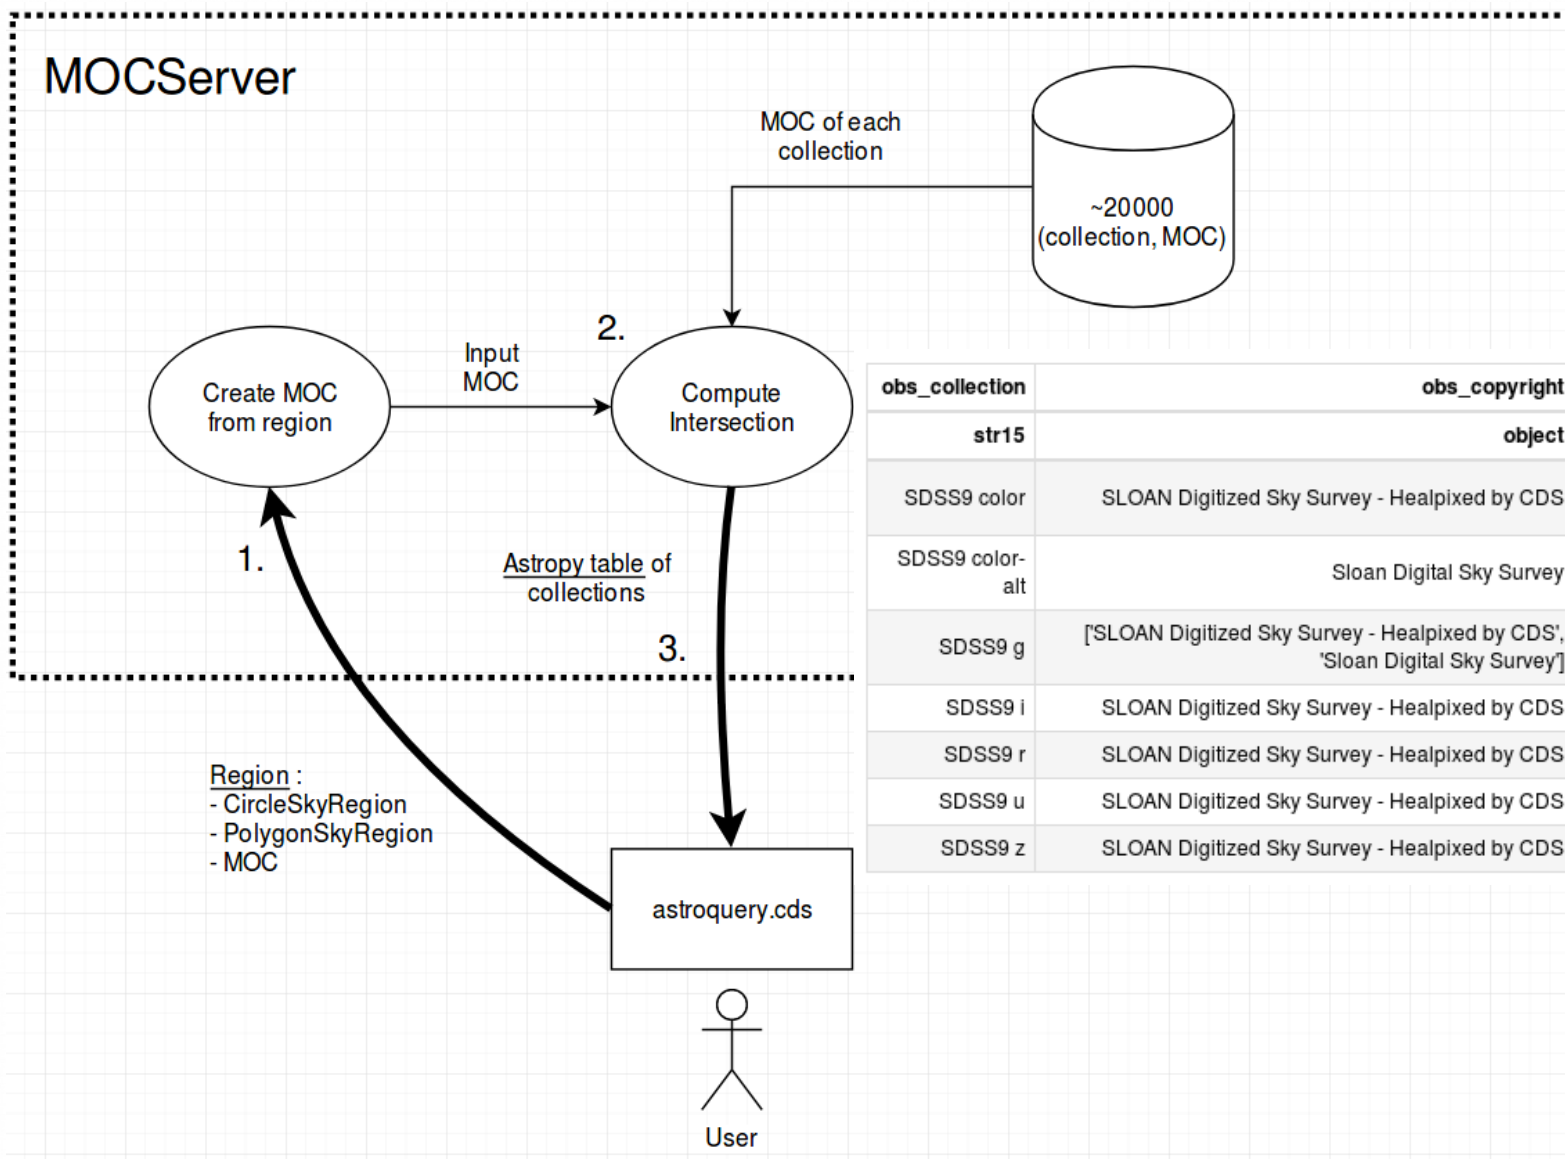 MOCServer
MOC of each
collection
~20000
(collection, MOC)
2.
Input
MOC
Create MOC
from region
Compute
Intersection
1.
Astropy table of
collections
3.
Region :
- CircleSkyRegion
- PolygonSkyRegion
- MOC
astroquery.cds
User
obs_collection obs_copyright
str15 object
SDSS9 color SLOAN Digitized Sky Survey - Healpixed by CDS
SDSS9 color-
alt Sloan Digital Sky Survey
SDSS9 g ['SLOAN Digitized Sky Survey - Healpixed by CDS',
'Sloan Digital Sky Survey']
SDSS9 i SLOAN Digitized Sky Survey - Healpixed by CDS
SDSS9 r SLOAN Digitized Sky Survey - Healpixed by CDS
SDSS9 u SLOAN Digitized Sky Survey - Healpixed by CDS
SDSS9 z SLOAN Digitized Sky Survey - Healpixed by CDS